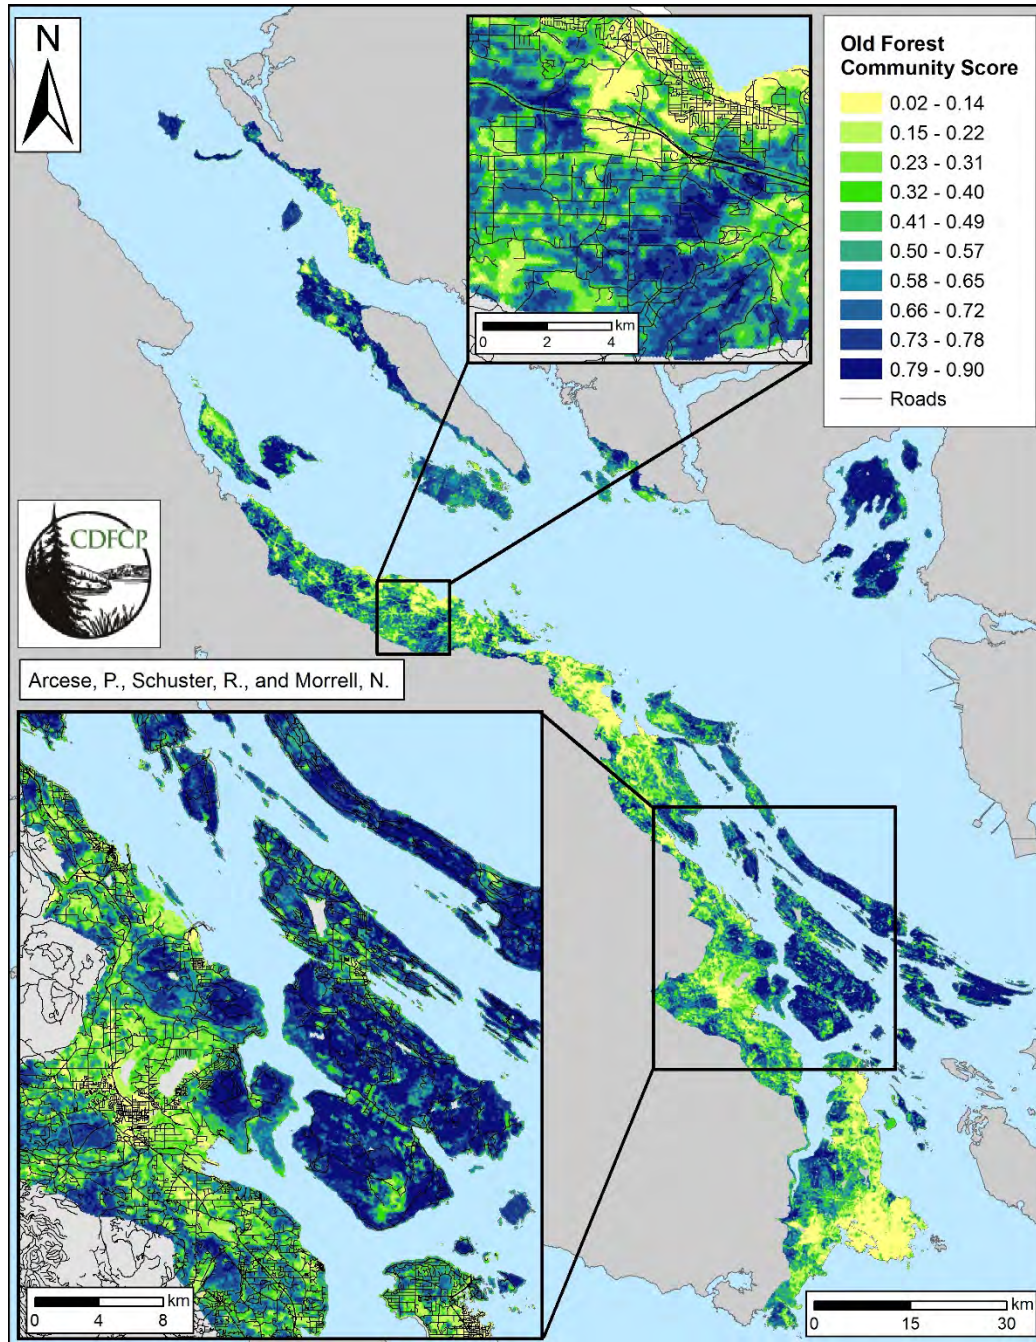 N
Old Forest
Community Score
0.02 - 0.14
0.15 - 0.22
0.23 - 0.31
0.32 - 0.40
0.41 - 0.49
0.50 - 0.57
0.58 - 0.65
0.66 - 0.72
0.73 - 0.78
0.79 - 0.90
Roads
km
0 2 4
CDFCP
Arcese, P., Schuster, R., and Morrell, N.
km
0 4 8
km
0 15 30